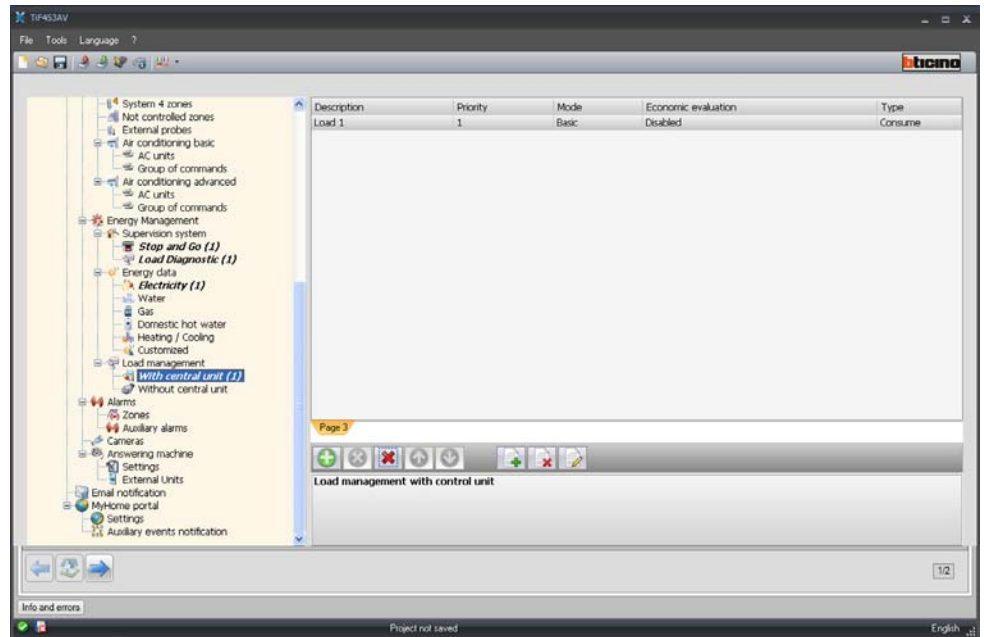 TiF453AV
File Tools Language ?
bticino
System 4 zones
Not controlled zones
External probes
Air conditioning basic
AC units
Group of commands
Air conditioning advanced
AC units
Group of commands
Energy Management
Supervision system
Stop and Go (1)
Load Diagnostic (1)
Energy data
Electricity (1)
Water
Gas
Domestic hot water
Heating / Cooling
Customized
Load management
With central unit (1)
Without central unit
Alarms
Zones
Auxiliary alarms
Cameras
Answering machine
Settings
External Units
Email notification
MyHome portal
Settings
Auxiliary events notification
Description Priority Mode Economic evaluation Type
Load 1 1 Basic Disabled Consume
Page 3
Load management with control unit
1/2
Info and errors
Project not saved English